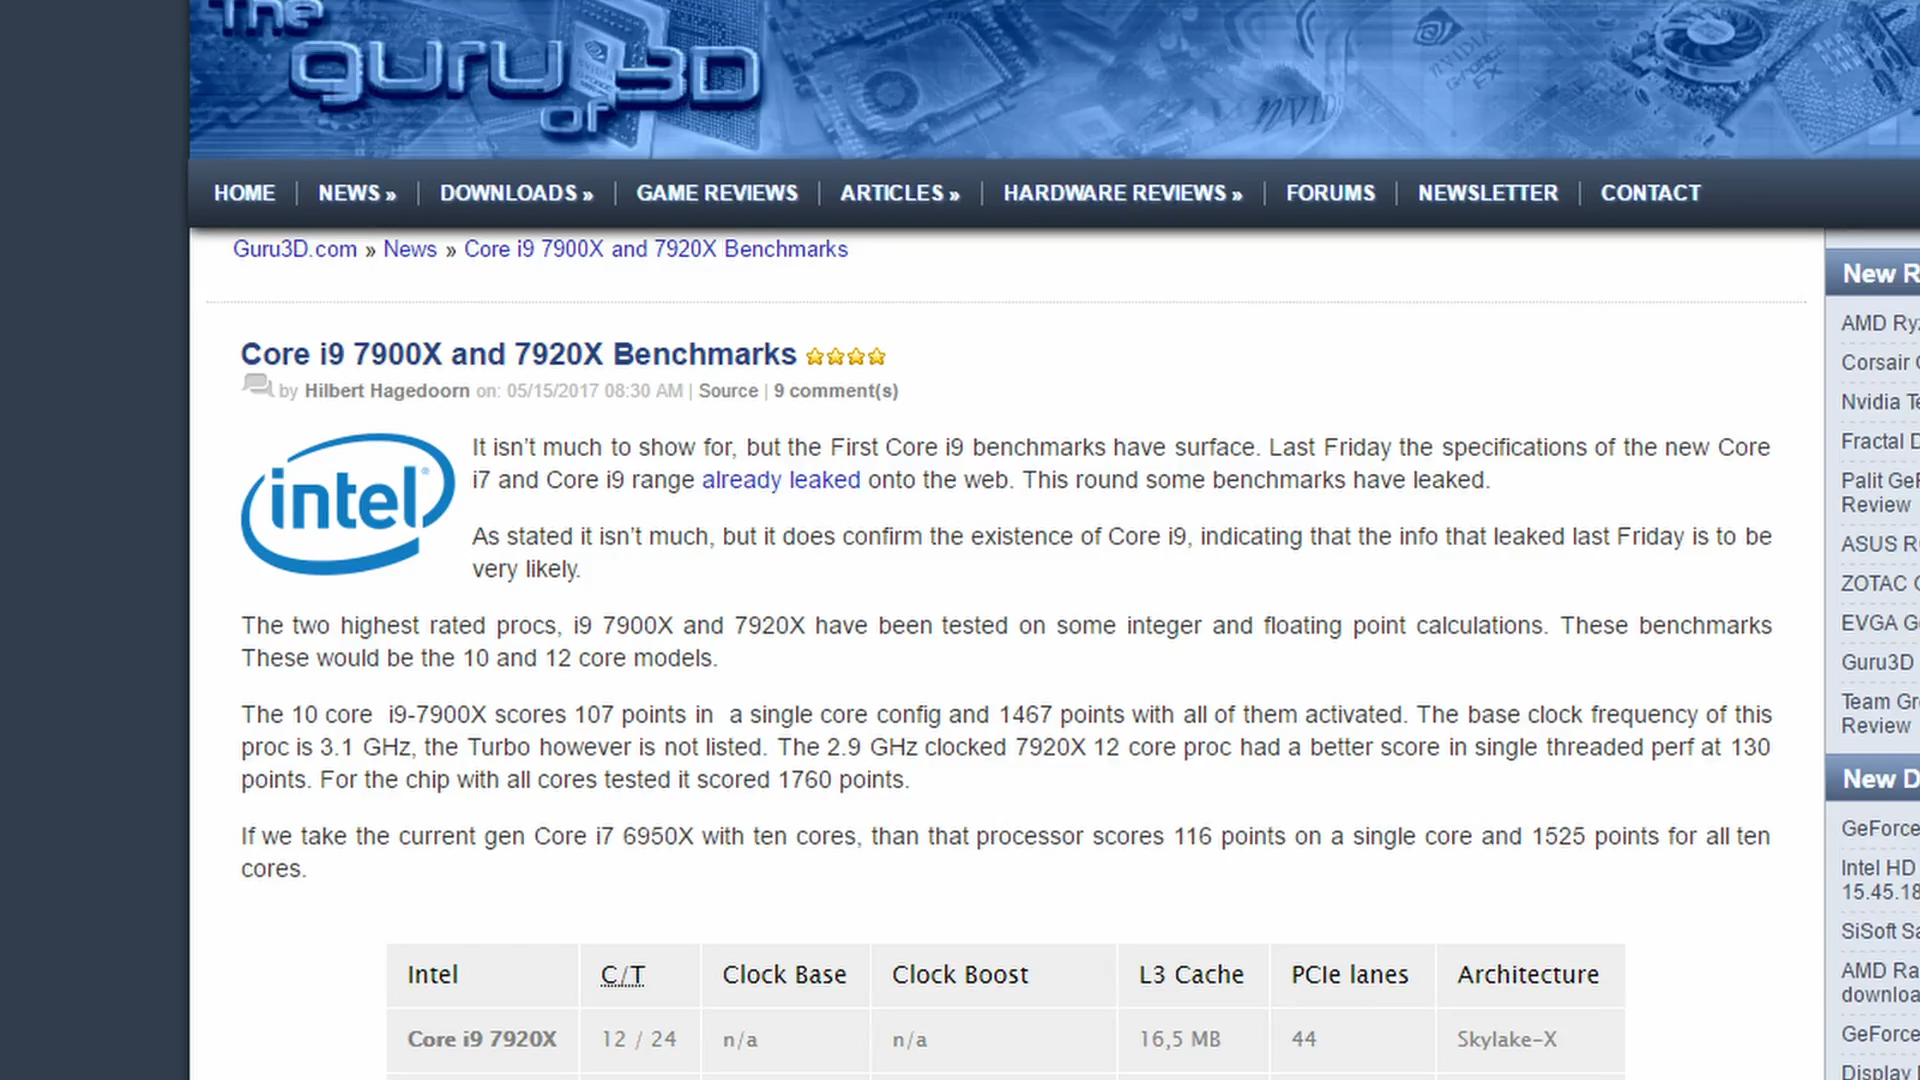 The
guru
of 3D
HOME | NEWS » | DOWNLOADS » | GAME REVIEWS | ARTICLES » | HARDWARE REVIEWS » | FORUMS | NEWSLETTER | CONTACT
Guru3D.com » News » Core i9 7900X and 7920X Benchmarks
Core i9 7900X and 7920X Benchmarks
by Hilbert Hagedoorn on: 05/15/2017 08:30 AM | Source | 9 comment(s)
intel®
It isn't much to show for, but the First Core i9 benchmarks have surface. Last Friday the specifications of the new Core
i7 and Core i9 range already leaked onto the web. This round some benchmarks have leaked.
As stated it isn't much, but it does confirm the existence of Core i9, indicating that the info that leaked last Friday is to be
very likely.
The two highest rated procs, i9 7900X and 7920X have been tested on some integer and floating point calculations. These benchmarks
These would be the 10 and 12 core models.
The 10 core i9-7900X scores 107 points in a single core config and 1467 points with all of them activated. The base clock frequency of this
proc is 3.1 GHz, the Turbo however is not listed. The 2.9 GHz clocked 7920X 12 core proc had a better score in single threaded perf at 130
points. For the chip with all cores tested it scored 1760 points.
If we take the current gen Core i7 6950X with ten cores, than that processor scores 116 points on a single core and 1525 points for all ten
cores.
Intel C/T Clock Base Clock Boost L3 Cache PCIe lanes Architecture
Core i9 7920X 12 / 24 n/a n/a 16,5 MB 44 Skylake-X
New R
AMD Ry
Corsair
Nvidia Te
Fractal D
Palit Ge
Review
ASUS R
ZOTAC
EVGA G
Guru3D
Team Gr
Review
New D
GeForce
Intel HD
15.45.18
SiSoft Sa
AMD Ra
downloa
GeForce
Display